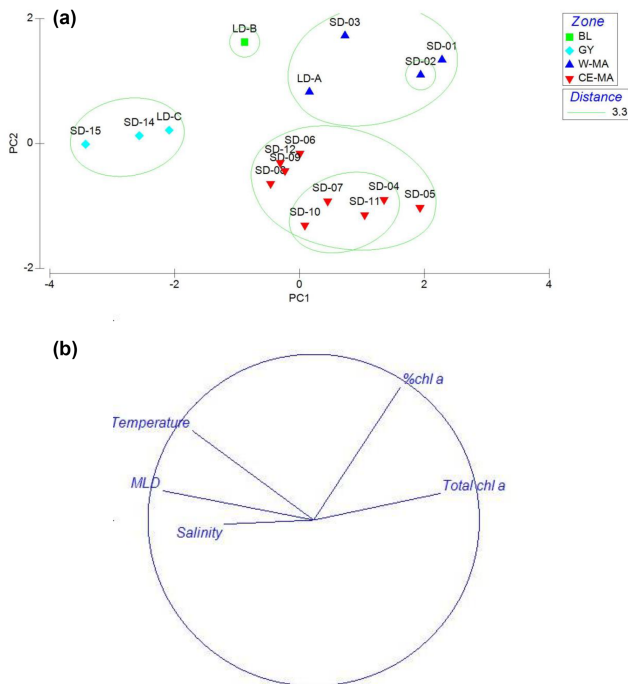 (a)
2
0
-2
PC2
-4
-2
0
2
4
PC1
LD-B
SD-03
SD-01
SD-02
LD-A
SD-15
SD-14
LD-C
SD-06
SD-12
SD-09
SD-08
SD-07
SD-04
SD-05
SD-11
SD-10
Zone
BL
GY
W-MA
CE-MA
Distance
3.3
(b)
%chl a
Temperature
MLD
Total chl a
Salinity